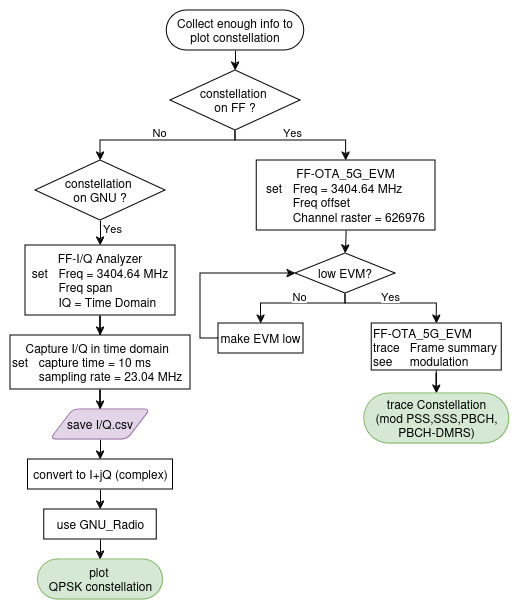 Collect enough info to
plot constellation
constellation
on FF ?
No
Yes
constellation
on GNU ?
Yes
FF-OTA_5G_EVM
set Freq = 3404.64 MHz
Freq offset
Channel raster = 626976
FF-I/Q Analyzer
set Freq = 3404.64 MHz
Freq span
IQ = Time Domain
low EVM?
No
Yes
make EVM low
FF-OTA_5G_EVM
trace Frame summary
see modulation
Capture I/Q in time domain
set capture time = 10 ms
sampling rate = 23.04 MHz
trace Constellation
(mod PSS,SSS,PBCH,
PBCH-DMRS)
save I/Q.csv
convert to I+jQ (complex)
use GNU_Radio
plot
QPSK constellation